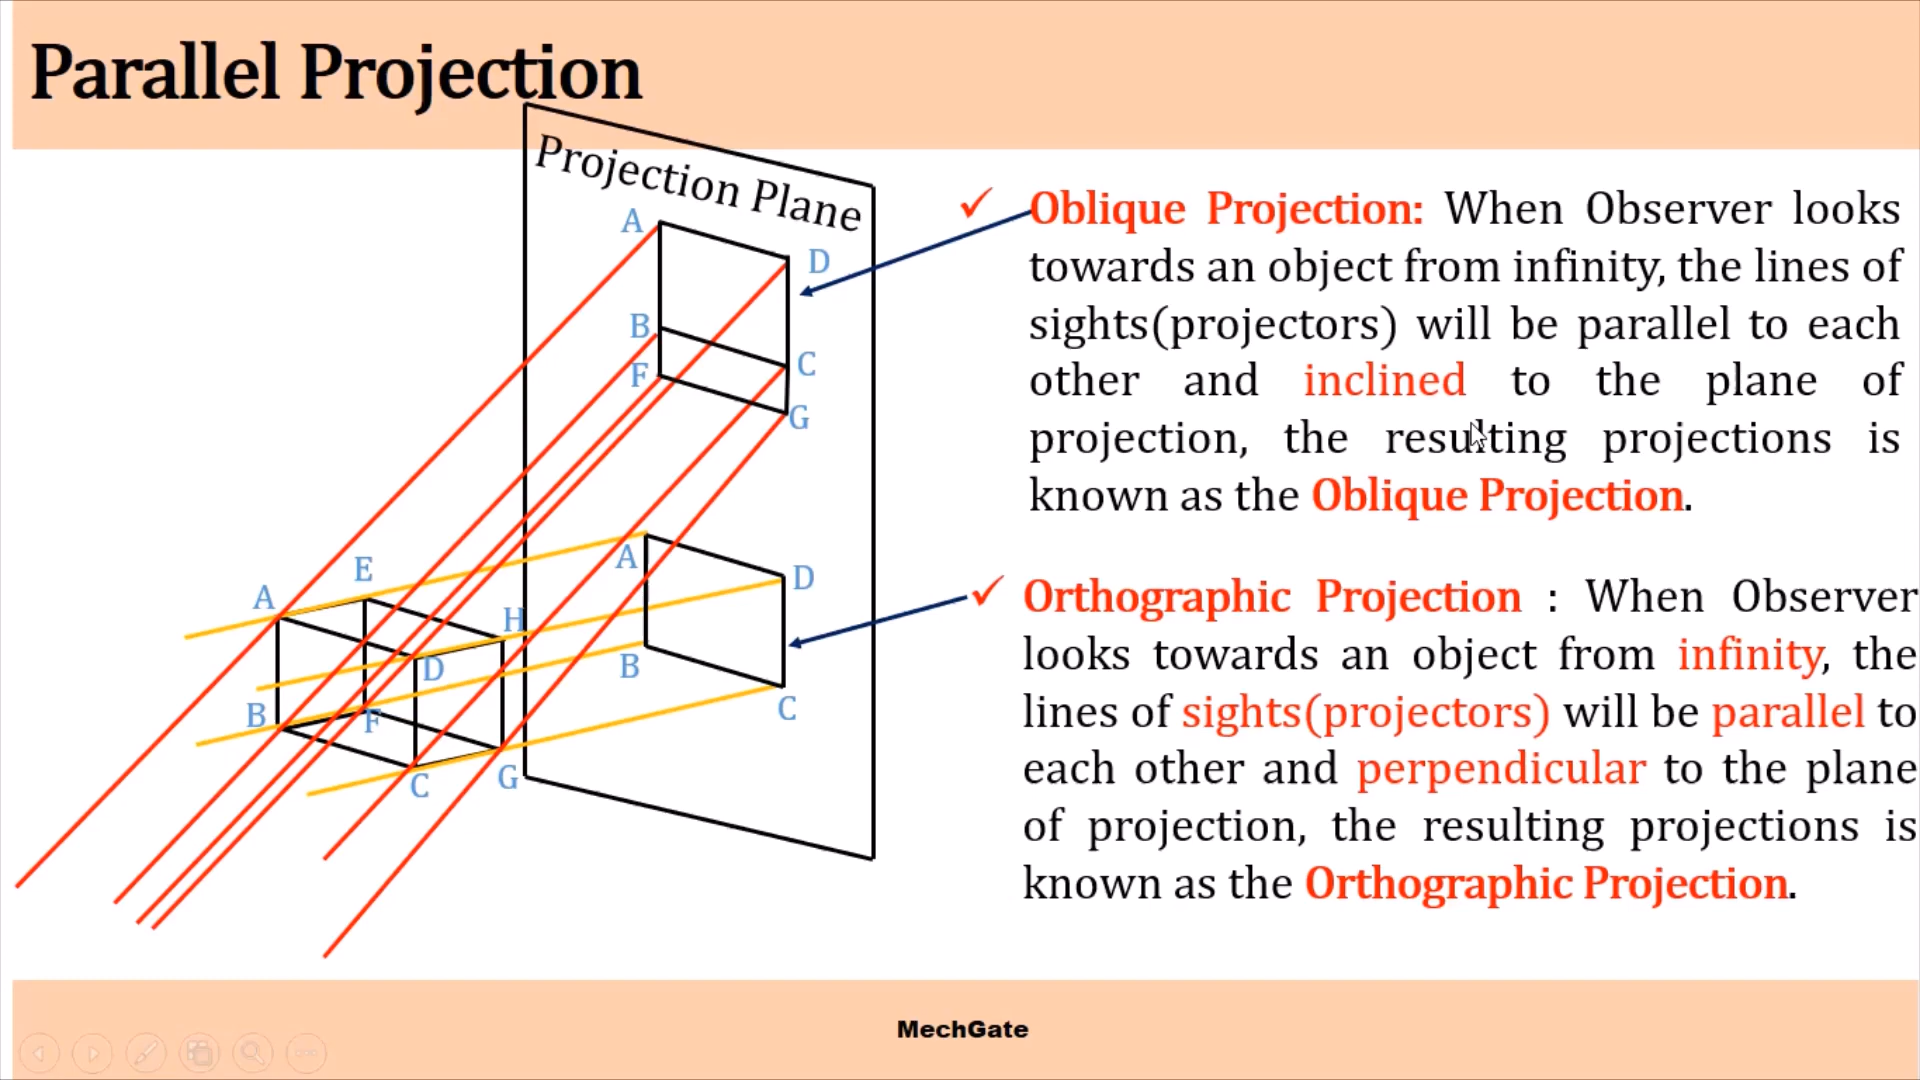 Parallel Projection
Projection Plane
A
D
B
C
F
G
A
D
B
C
E
A
H
D
B
F
C
G
✓ Oblique Projection: When Observer looks
towards an object from infinity, the lines of
sights(projectors) will be parallel to each
other and inclined to the plane of
projection, the resulting projections is
known as the Oblique Projection.
✓ Orthographic Projection : When Observer
looks towards an object from infinity, the
lines of sights(projectors) will be parallel to
each other and perpendicular to the plane
of projection, the resulting projections is
known as the Orthographic Projection.
MechGate